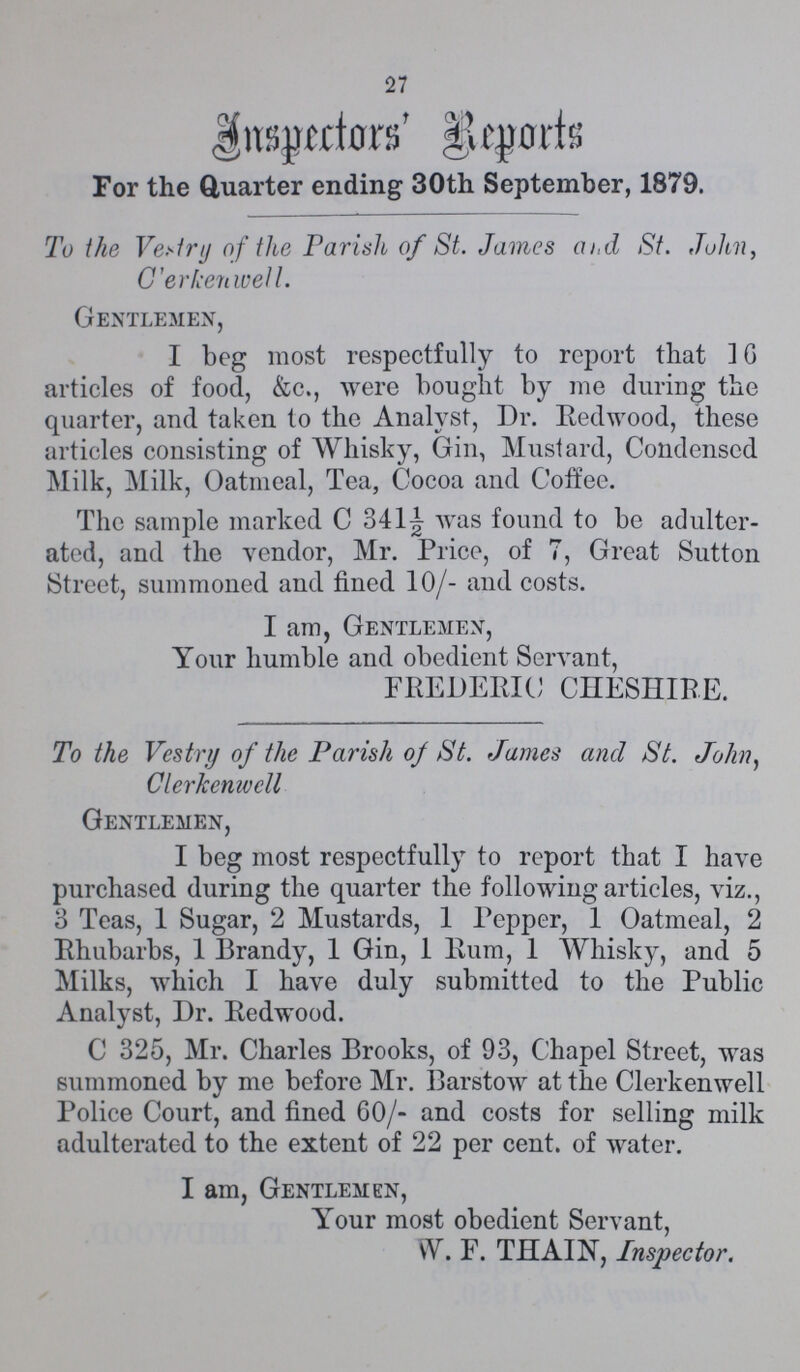 27
Inspectors' Reports
For the Quarter ending 30th September, 1879.
To the Vestry of the Parish of St. James and St. John,
C'erkenwell.
GENTLEMEN,
I beg most respectfully to report that 16
articles of food, &c., were bought by me during the
quarter, and taken to the Analyst, Dr. Redwood, these
articles consisting of Whisky, Gin, Mustard, Condensed
Milk, Milk, Oatmeal, Tea, Cocoa and Coffee.
The sample marked C 341½ was found to be adulter-
ated, and the vendor, Mr. Price, of 7, Great Sutton
Street, summoned and fined 10/- and costs.
I am, GENTLEMEN,
Your humble and obedient Servant,
FREDERIC CHESHIRE.
To the Vestry of the Parish of St. James and St. John,
Clerkenwell
GENTLEMEN,
I beg most respectfully to report that I have
purchased during the quarter the following articles, viz.,
3 Teas, 1 Sugar, 2 Mustards, 1 Pepper, 1 Oatmeal, 2
Rhubarbs, 1 Brandy, 1 Gin, 1 Rum, 1 Whisky, and 5
Milks, which I have duly submitted to the Public
Analyst, Dr. Redwood.
C 325, Mr. Charles Brooks, of 93, Chapel Street, was
summoned by me before Mr. Barstow at the Clerkenwell
Police Court, and fined 60/- and costs for selling milk
adulterated to the extent of 22 per cent. of water.
I am, GENTLEMEN,
Your most obedient Servant,
W. F. THAIN, Inspector.